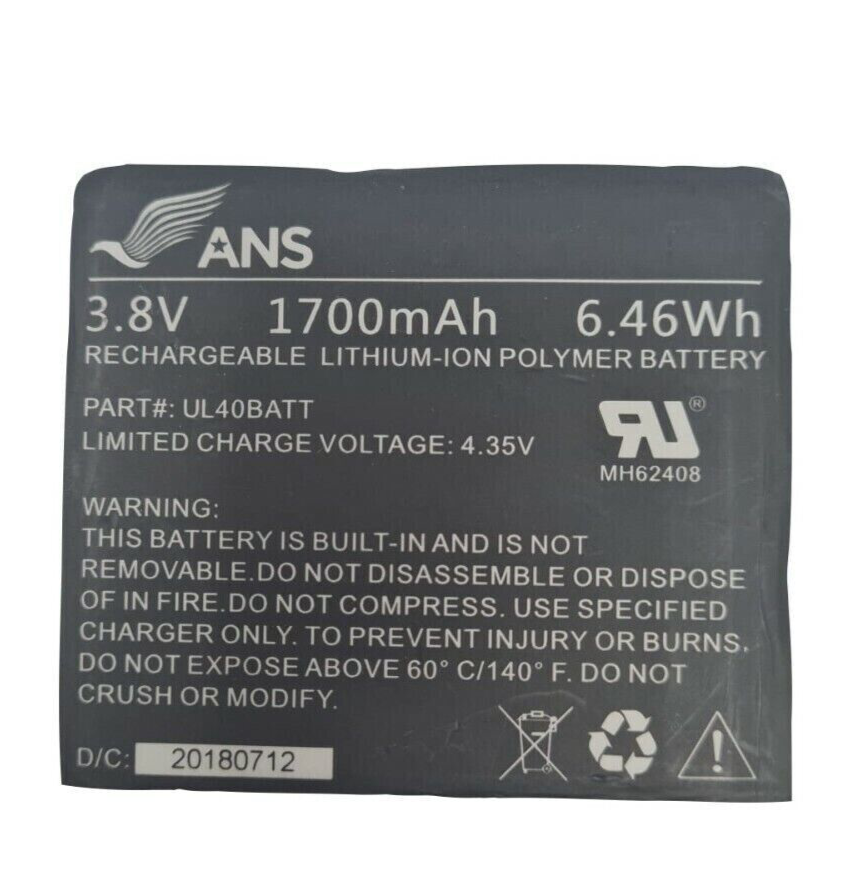 ANS
3.8V 1700mAh 6.46Wh
RECHARGEABLE LITHIUM-ION POLYMER BATTERY
PART#: UL40BATT
LIMITED CHARGE VOLTAGE: 4.35V
RU®
MH62408
WARNING:
THIS BATTERY IS BUILT-IN AND IS NOT
REMOVABLE.DO NOT DISASSEMBLE OR DISPOSE
OF IN FIRE.DO NOT COMPRESS. USE SPECIFIED
CHARGER ONLY. TO PREVENT INJURY OR BURNS.
DO NOT EXPOSE ABOVE 60° C/140° F. DO NOT
CRUSH OR MODIFY.
D/C: 20180712